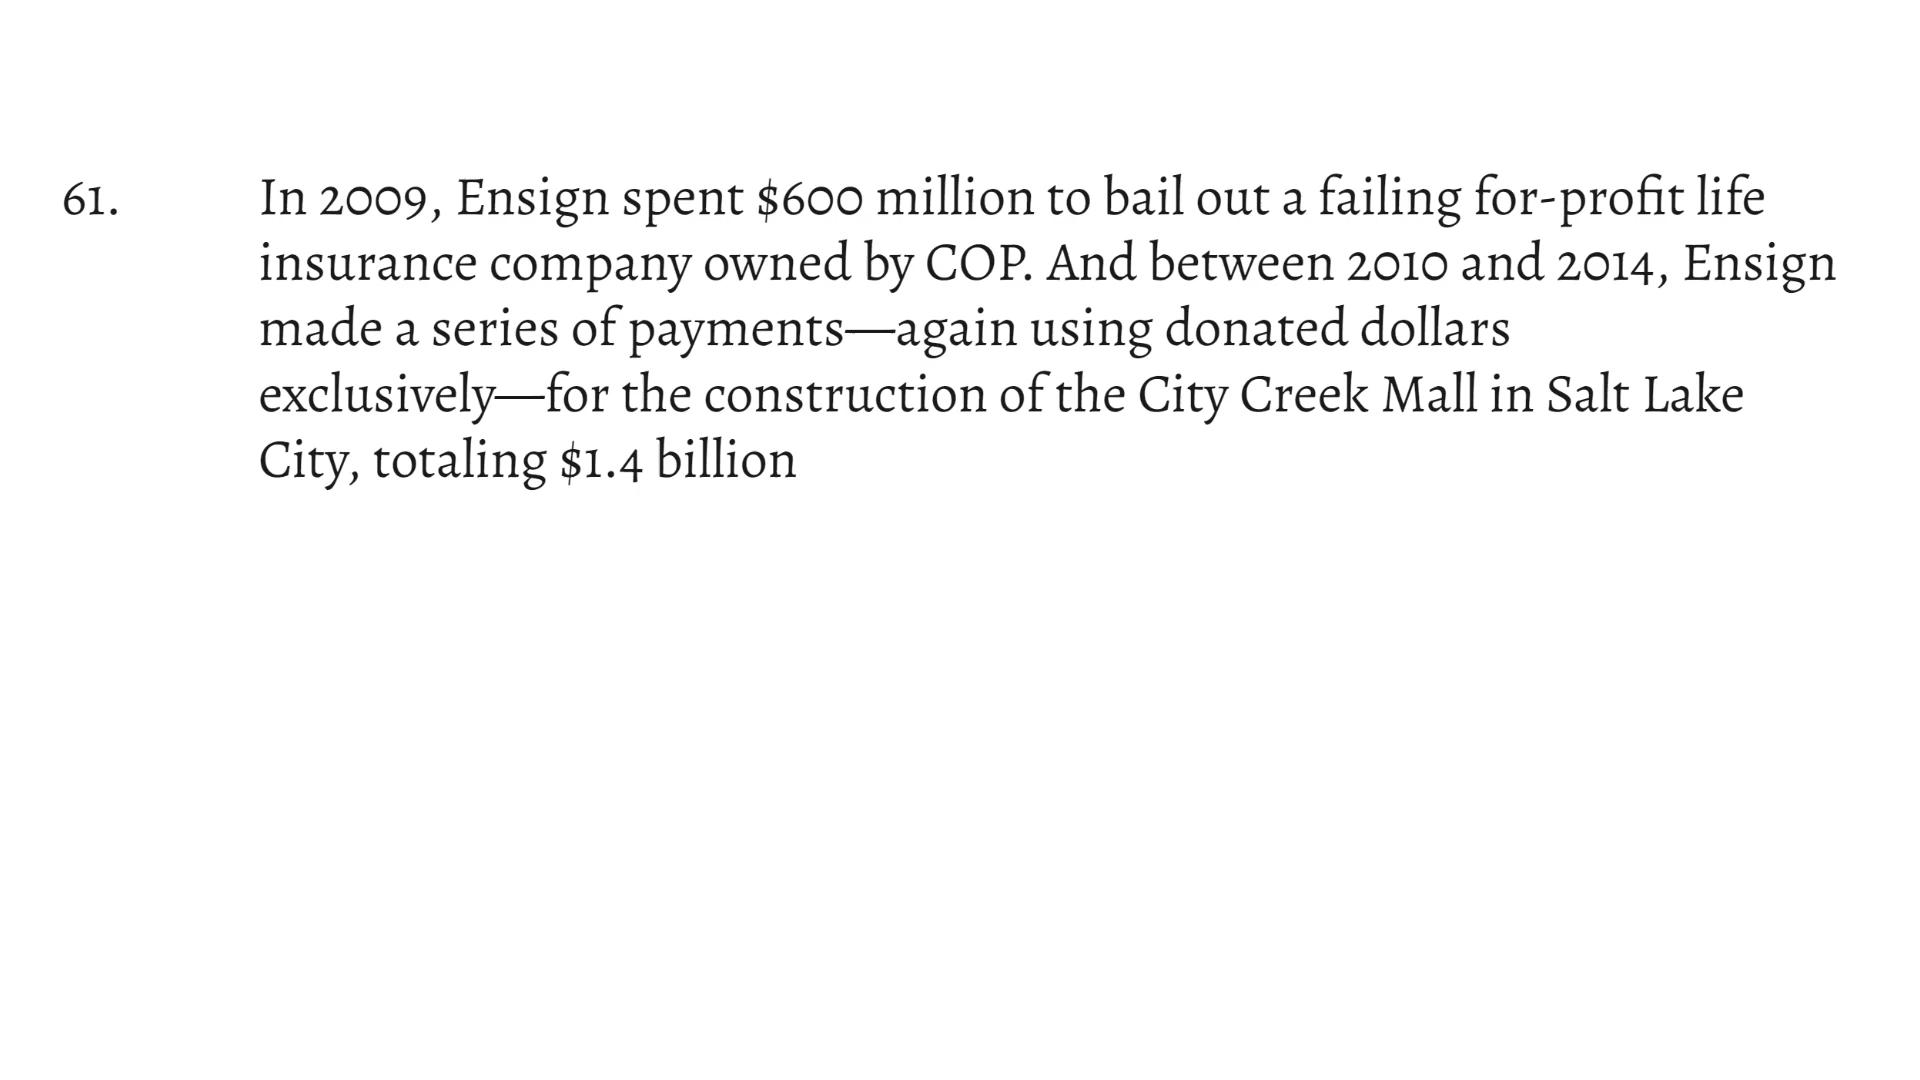 61. In 2009, Ensign spent $600 million to bail out a failing for-profit life
insurance company owned by COP. And between 2010 and 2014, Ensign
made a series of payments—again using donated dollars
exclusively—for the construction of the City Creek Mall in Salt Lake
City, totaling $1.4 billion